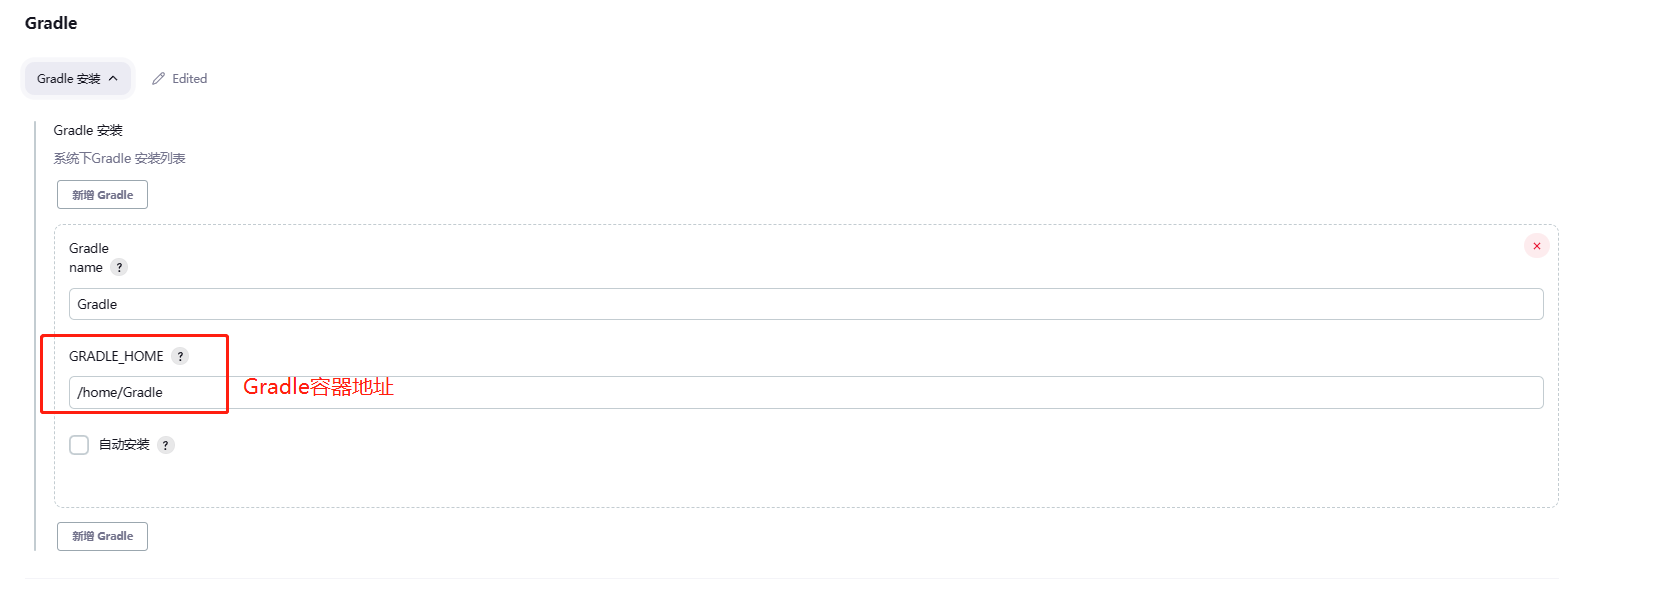 Gradle
Gradle 安装
Edited
Gradle 安装
系统下Gradle 安装列表
新增 Gradle
Gradle
name ?
Gradle
GRADLE_HOME ?
/home/Gradle
Gradle容器地址
自动安装 ?
新增 Gradle